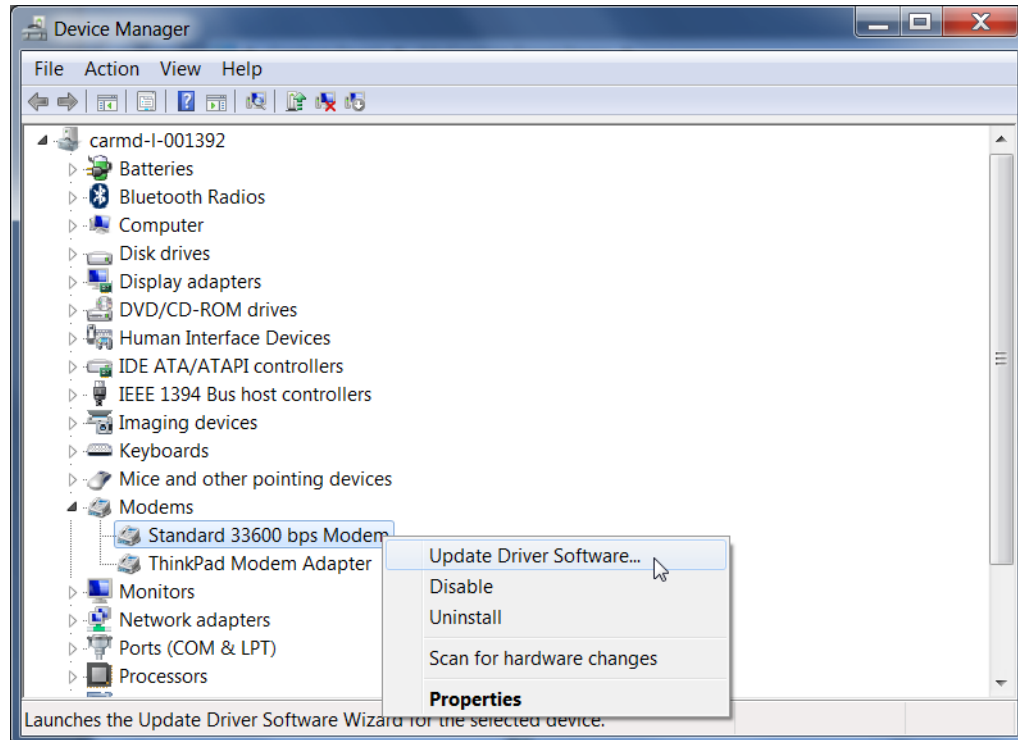 Device Manager
File Action View Help
carmd-l-001392
Batteries
Bluetooth Radios
Computer
Disk drives
Display adapters
DVD/CD-ROM drives
Human Interface Devices
IDE ATA/ATAPI controllers
IEEE 1394 Bus host controllers
Imaging devices
Keyboards
Mice and other pointing devices
Modems
Standard 33600 bps Modem
Update Driver Software...
ThinkPad Modem Adapter
Disable
Monitors
Uninstall
Network adapters
Ports (COM & LPT)
Scan for hardware changes
Processors
Properties
Launches the Update Driver Software Wizard for the selected device.